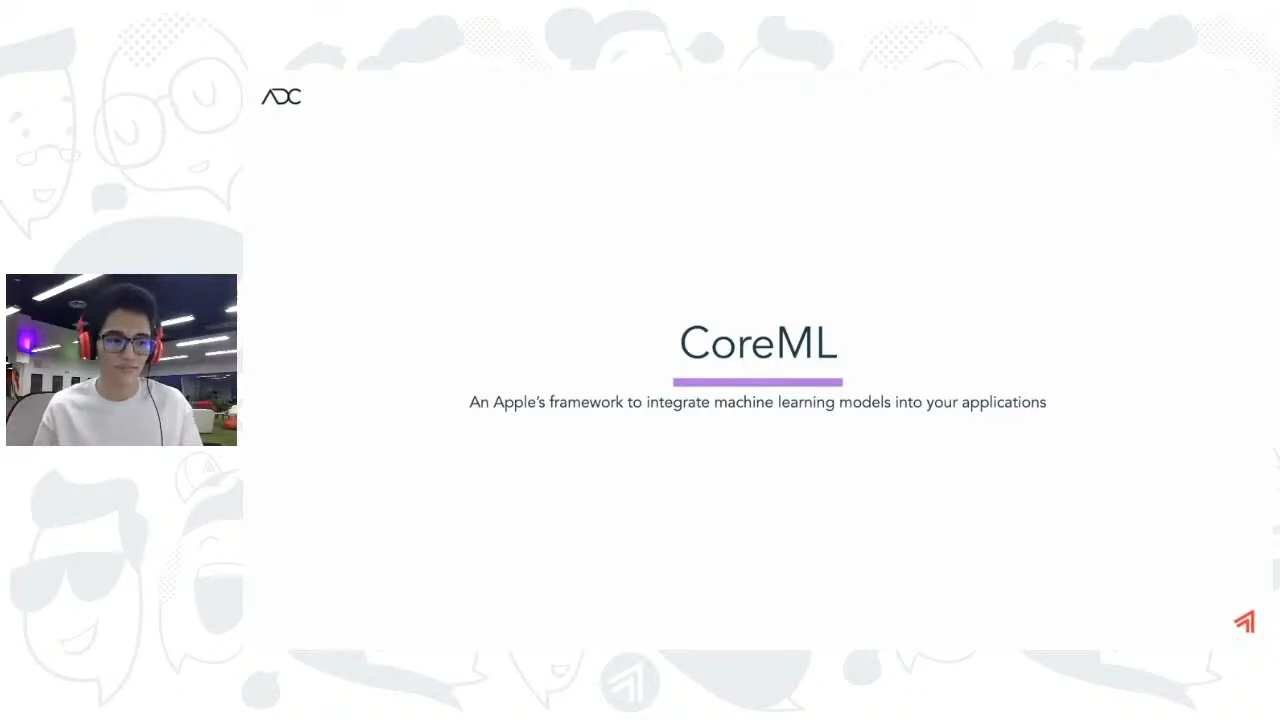 ADC
CoreML
An Apple's framework to integrate machine learning models into your applications